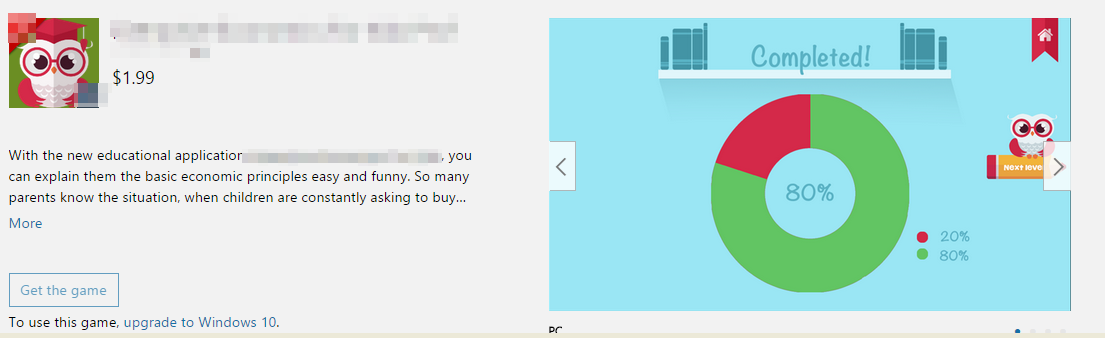 $1.99
With the new educational application , you
can explain them the basic economic principles easy and funny. So many
parents know the situation, when children are constantly asking to buy...
More
Get the game
To use this game, upgrade to Windows 10.
Completed!
80%
Next level
20%
80%
PC